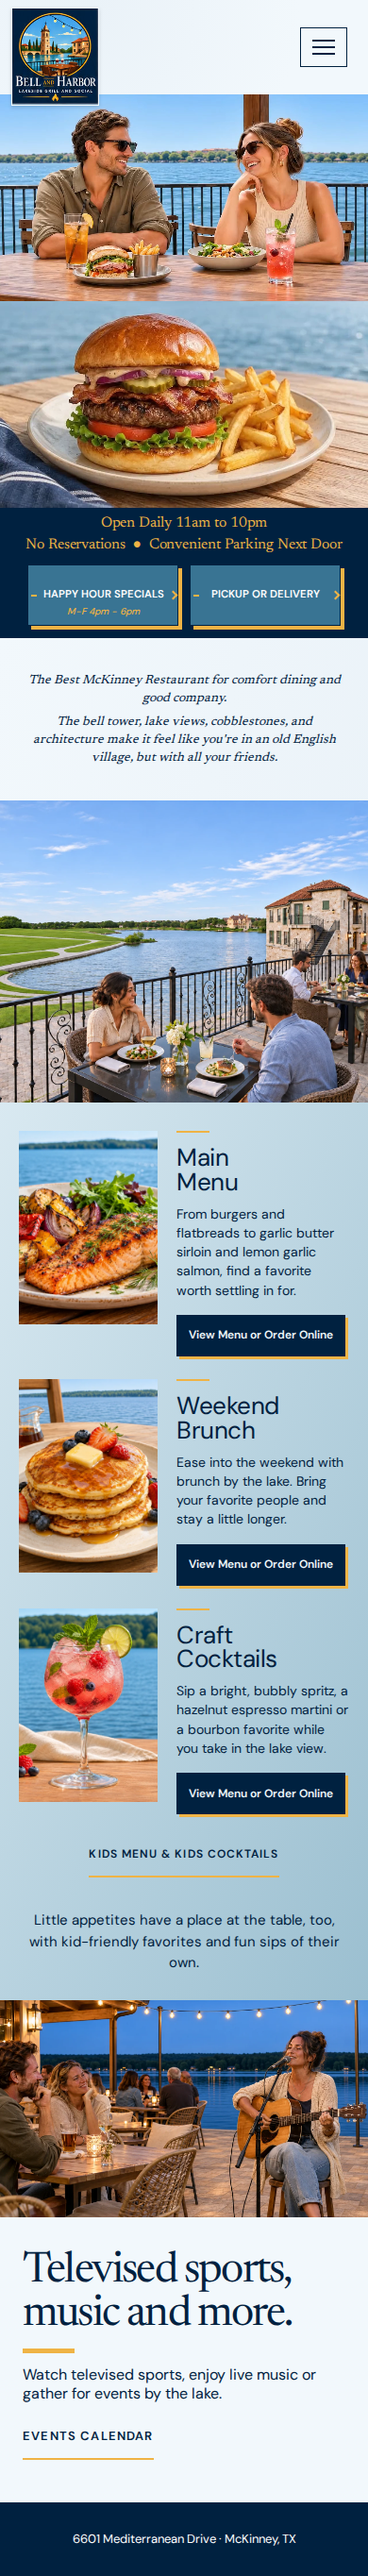 BELL AND HARBOR
LAKESIDE GRILL AND SOCIAL
Open Daily 11am to 10pm
No Reservations ● Convenient Parking Next Door
HAPPY HOUR SPECIALS
M-F 4pm - 6pm
PICKUP OR DELIVERY
The Best McKinney Restaurant for comfort dining and
good company.
The bell tower, lake views, cobblestones, and
architecture make it feel like you're in an old English
village, but with all your friends.
Main
Menu
From burgers and
flatbreads to garlic butter
sirloin and lemon garlic
salmon, find a favorite
worth settling in for.
View Menu or Order Online
Weekend
Brunch
Ease into the weekend with
brunch by the lake. Bring
your favorite people and
stay a little longer.
View Menu or Order Online
Craft
Cocktails
Sip a bright, bubbly spritz, a
hazelnut espresso martini or
a bourbon favorite while
you take in the lake view.
View Menu or Order Online
KIDS MENU & KIDS COCKTAILS
Little appetites have a place at the table, too,
with kid-friendly favorites and fun sips of their
own.
Televised sports,
music and more.
Watch televised sports, enjoy live music or
gather for events by the lake.
EVENTS CALENDAR
6601 Mediterranean Drive · McKinney, TX